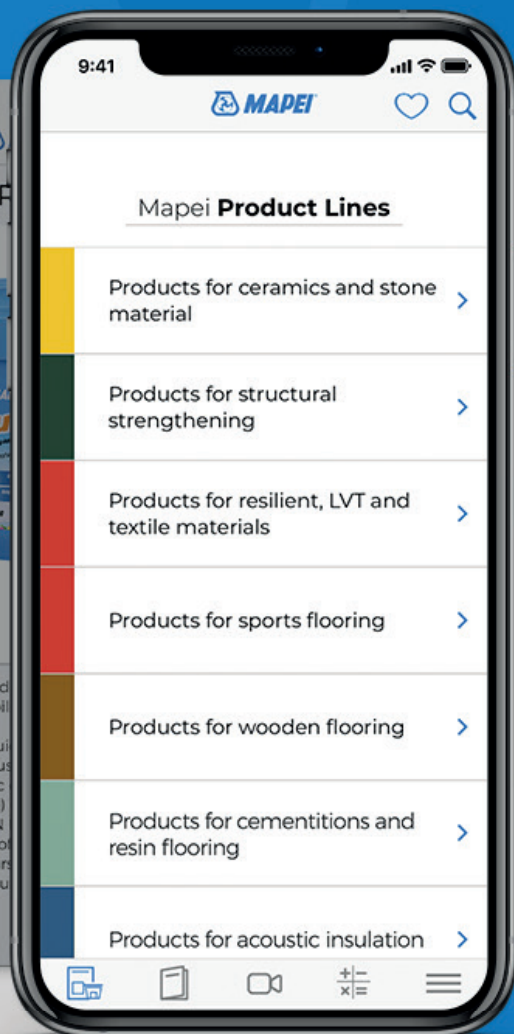 9:41
MAPEI
Mapei Product Lines
Products for ceramics and stone
material
Products for structural
strengthening
Products for resilient, LVT and
textile materials
Products for sports flooring
Products for wooden flooring
Products for cementitions and
resin flooring
Products for acoustic insulation